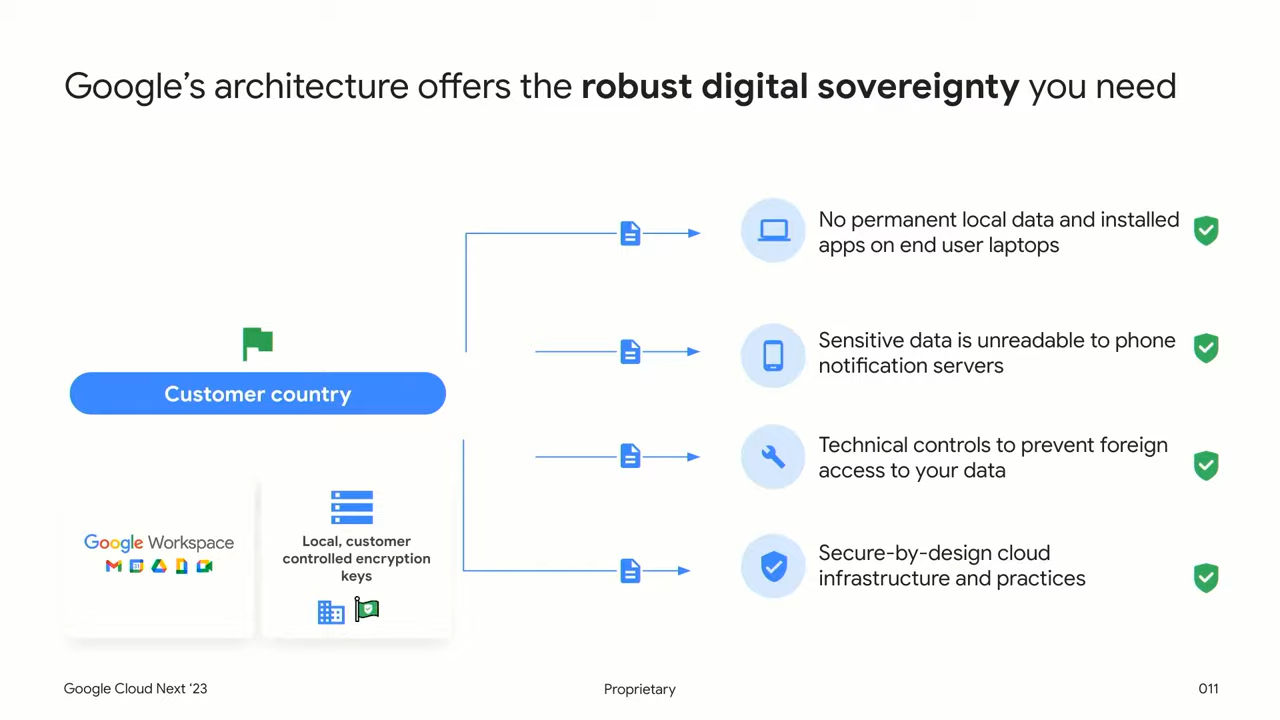 Google’s architecture offers the robust digital sovereignty you need
No permanent local data and installed
apps on end user laptops
Sensitive data is unreadable to phone
notification servers
Customer country
Technical controls to prevent foreign
access to your data
Google Workspace
Local, customer
controlled encryption
keys
Secure-by-design cloud
infrastructure and practices
Google Cloud Next ‘23
Proprietary
011